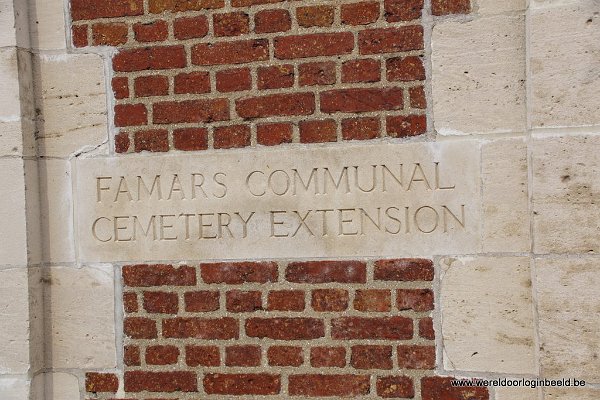 FAMARS COMMUNAL
CEMETERY EXTENSION
www.wereldoorloginbeeld.be